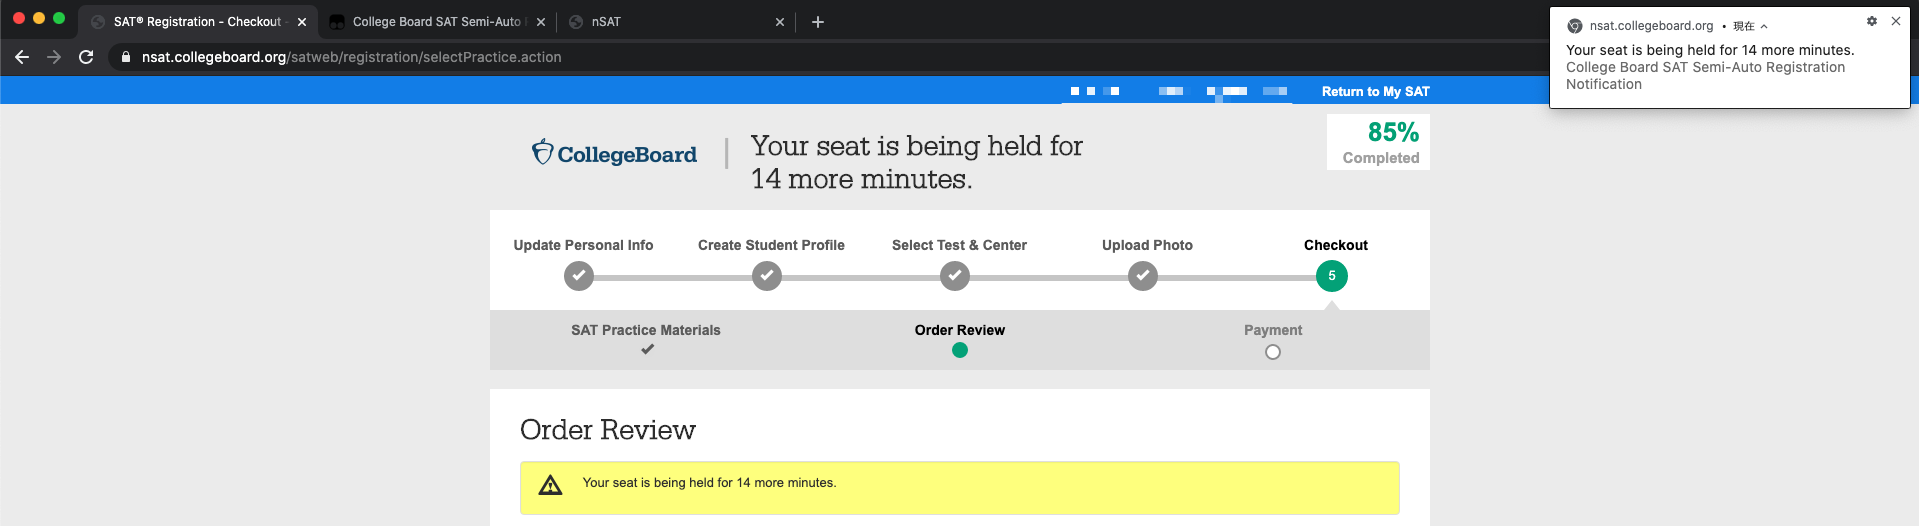 SAT® Registration - Checkout -
College Board SAT Semi-Auto
nSAT
nsat.collegeboard.org/satweb/registration/selectPractice.action
nsat.collegeboard.org • 現在
Your seat is being held for 14 more minutes.
College Board SAT Semi-Auto Registration
Notification
Return to My SAT
CollegeBoard
Your seat is being held for
14 more minutes.
85%
Completed
Update Personal Info
Create Student Profile
Select Test & Center
Upload Photo
Checkout
5
SAT Practice Materials
Order Review
Payment
Order Review
Your seat is being held for 14 more minutes.